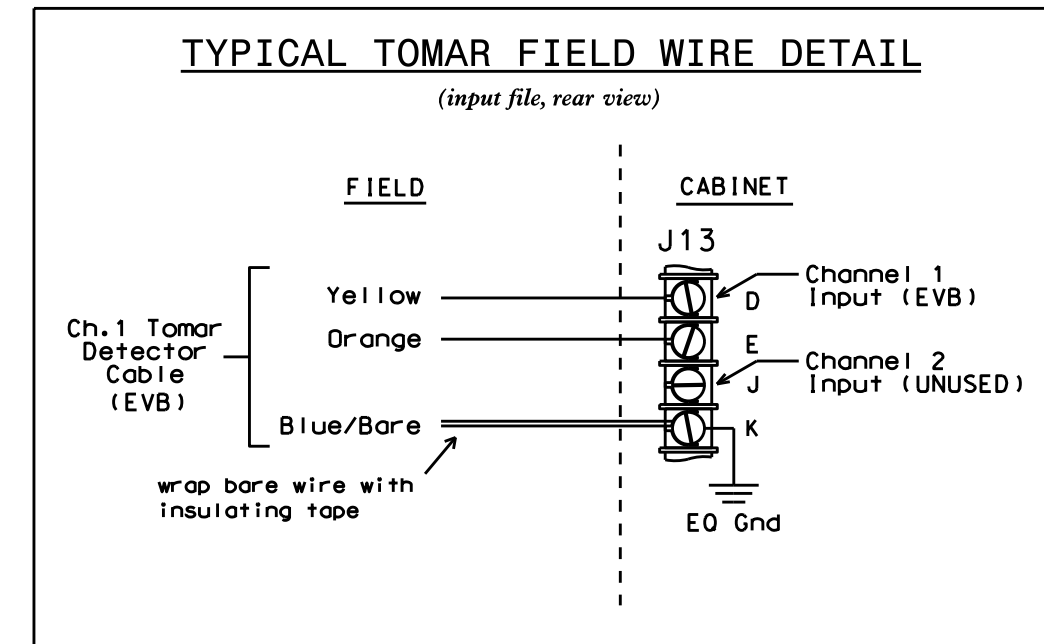 TYPICAL TOMAR FIELD WIRE DETAIL
(input file, rear view)
FIELD
CABINET
J13
Yellow
Orange
Blue/Bare
Ch.1 Tomar
Detector
Cable
(EVB)
wrap bare wire with
insulating tape
D
E
J
K
Channel 1
Input (EVB)
Channel 2
Input (UNUSED)
EQ Gnd